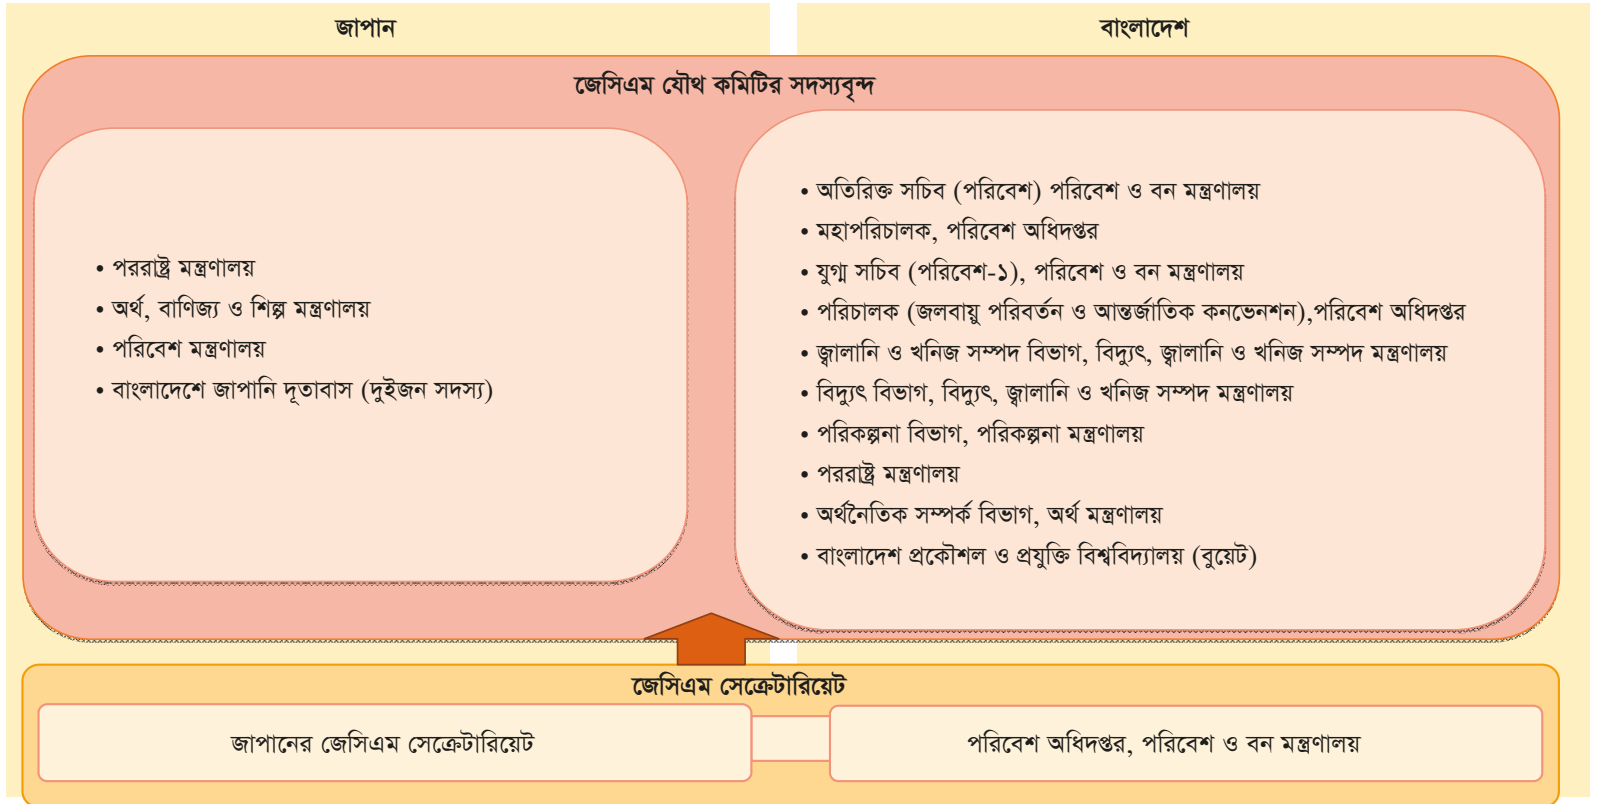 জাপান
বাংলাদেশ
জেসিএম যৌথ কমিটির সদস্যবৃন্দ
• পররাষ্ট্র মন্ত্রণালয়
• অর্থ, বাণিজ্য ও শিল্প মন্ত্রণালয়
• পরিবেশ মন্ত্রণালয়
• বাংলাদেশে জাপানি দূতাবাস (দুইজন সদস্য)
• অতিরিক্ত সচিব (পরিবেশ) পরিবেশ ও বন মন্ত্রণালয়
• মহাপরিচালক, পরিবেশ অধিদপ্তর
• যুগ্ম সচিব (পরিবেশ-১), পরিবেশ ও বন মন্ত্রণালয়
• পরিচালক (জলবায়ু পরিবর্তন ও আন্তর্জাতিক কনভেনশন),পরিবেশ অধিদপ্তর
• জ্বালানি ও খনিজ সম্পদ বিভাগ, বিদ্যুৎ, জ্বালানি ও খনিজ সম্পদ মন্ত্রণালয়
• বিদ্যুৎ বিভাগ, বিদ্যুৎ, জ্বালানি ও খনিজ সম্পদ মন্ত্রণালয়
• পরিকল্পনা বিভাগ, পরিকল্পনা মন্ত্রণালয়
• পররাষ্ট্র মন্ত্রণালয়
• অর্থনৈতিক সম্পর্ক বিভাগ, অর্থ মন্ত্রণালয়
• বাংলাদেশ প্রকৌশল ও প্রযুক্তি বিশ্ববিদ্যালয় (বুয়েট)
জেসিএম সেক্রেটারিয়েট
জাপানের জেসিএম সেক্রেটারিয়েট
পরিবেশ অধিদপ্তর, পরিবেশ ও বন মন্ত্রণালয়